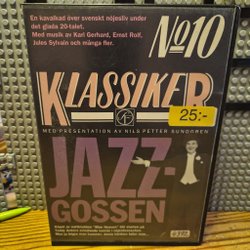 En kavalkad över svenskt nöjesliv under
det glada 20-talet.
Med musik av Karl Gerhard, Ernst Rolf,
Jules Sylvain och många fler.
No10
KLASSIKER
25:-
MED PRESENTATION AV NILS PETTER SUNDGREN
JAZZ-
GOSSEN